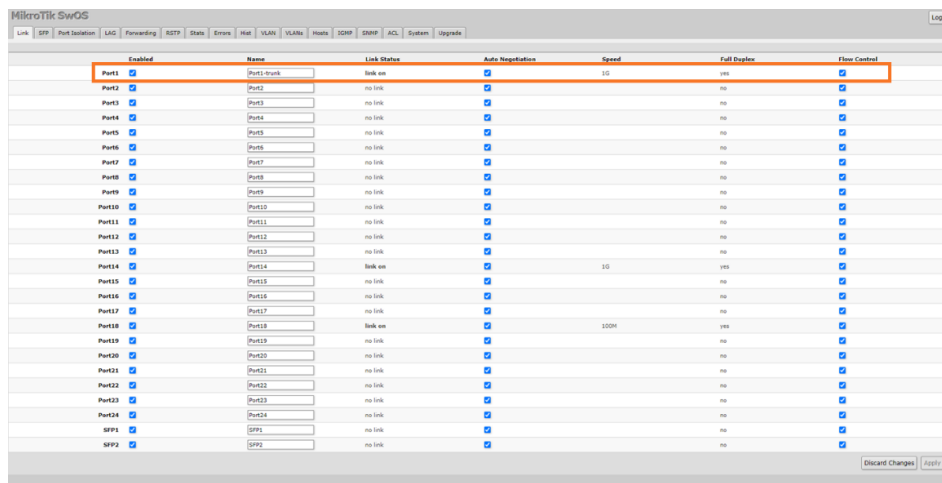 MikroTik SwOS
Log
Link SFP Port Isolation LAG Forwarding RSTP Stats Errors Hist VLAN VLANs Hosts IGMP SNMP ACL System Upgrade
Enabled Name Link Status Auto Negotiation Speed Full Duplex Flow Control
Port1 Port1-trunk link on 1G yes
Port2 Port2 no link no
Port3 Port3 no link no
Port4 Port4 no link no
Port5 Port5 no link no
Port6 Port6 no link no
Port7 Port7 no link no
Port8 Port8 no link no
Port9 Port9 no link no
Port10 Port10 no link no
Port11 Port11 no link no
Port12 Port12 no link no
Port13 Port13 no link no
Port14 Port14 link on 1G yes
Port15 Port15 no link no
Port16 Port16 no link no
Port17 Port17 no link no
Port18 Port18 link on 100M yes
Port19 Port19 no link no
Port20 Port20 no link no
Port21 Port21 no link no
Port22 Port22 no link no
Port23 Port23 no link no
Port24 Port24 no link no
SFP1 SFP1 no link no
SFP2 SFP2 no link no
Discard Changes Apply